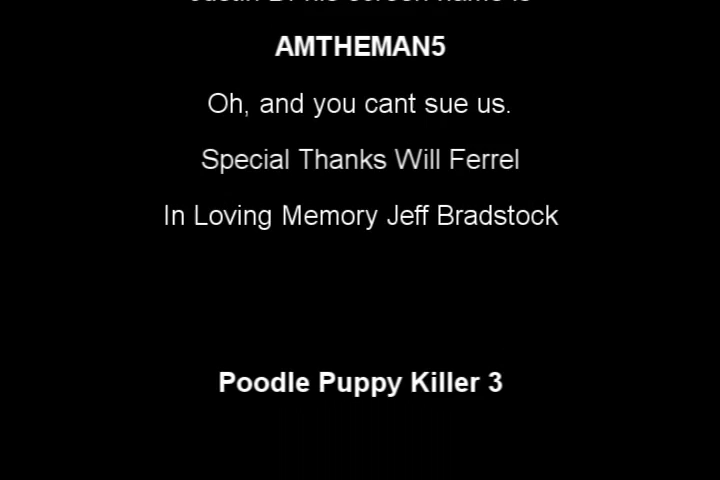 AMTHEMAN5
Oh, and you cant sue us.
Special Thanks Will Ferrel
In Loving Memory Jeff Bradstock
Poodle Puppy Killer 3